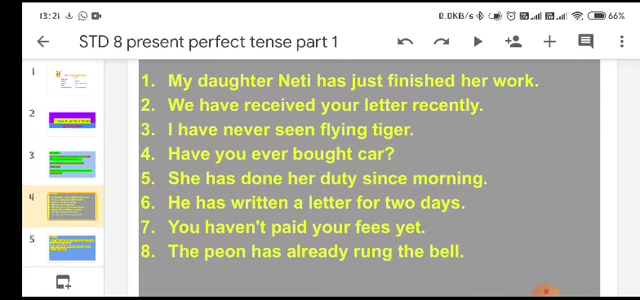 13:21
0.0KB/s
66%
STD 8 present perfect tense part 1
1
2
3
4
5
1. My daughter Neti has just finished her work.
2. We have received your letter recently.
3. I have never seen flying tiger.
4. Have you ever bought car?
5. She has done her duty since morning.
6. He has written a letter for two days.
7. You haven't paid your fees yet.
8. The peon has already rung the bell.